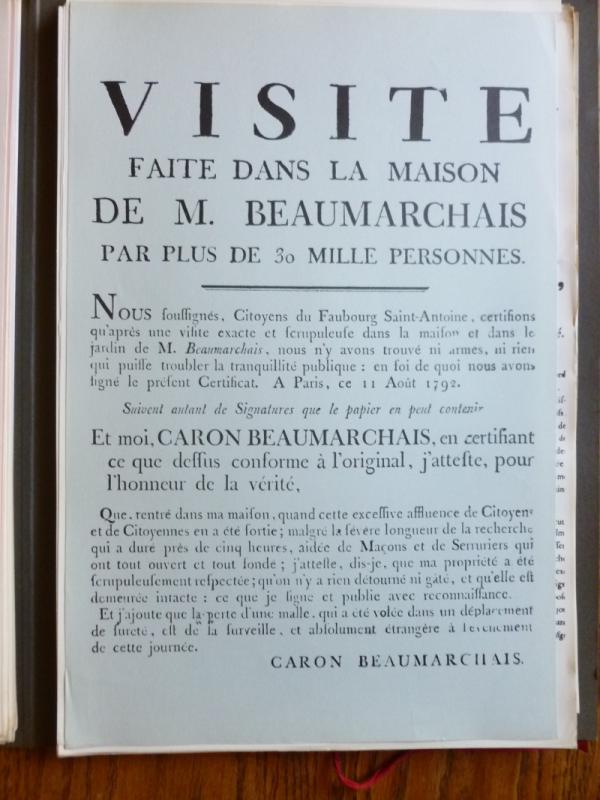 VISITE
FAITE DANS LA MAISON
DE M. BEAUMARCHAIS
PAR PLUS DE 30 MILLE PERSONNES.
Nous ſouſſignés, Citoyens du Faubourg Saint-Antoine, certifions
qu'après une viſite exacte et ſcrupuleuſe dans la maiſon et dans le
jardin de M. Beaumarchais, nous n'y avons trouvé ni armes, ni rien
qui puiſſe troubler la tranquillité publique : en foi de quoi nous avons
ſigné le préſent Certificat. A Paris, ce 11 Août 1792.
Suivent autant de Signatures que le papier en peut contenir
Et moi, CARON BEAUMARCHAIS, en certifiant
ce que deſſus conforme à l'original, j'atteſte, pour
l'honneur de la vérité,
Que, rentré dans ma maiſon, quand cette exceſſive affluence de Citoyens
et de Citoyennes en a été ſortie; malgré la ſévère longueur de la recherche
qui a duré près de cinq heures, aidée de Maçons et de Serruriers qui
ont tout ouvert et tout ſondé; j'atteſte, dis-je, que ma propriété a été
ſcrupuleuſement reſpectée; qu'on n'y a rien détourné ni gâté, et qu'elle eſt
demeurée intacte : ce que je ſigne et publie avec reconnaiſſance.
Et j'ajoute que la perte d'une malle, qui a été volée dans un déplacement
de ſureté, eſt de la ſurveille, et abſolument étrangère à l'événement
de cette journée.
CARON BEAUMARCHAIS.